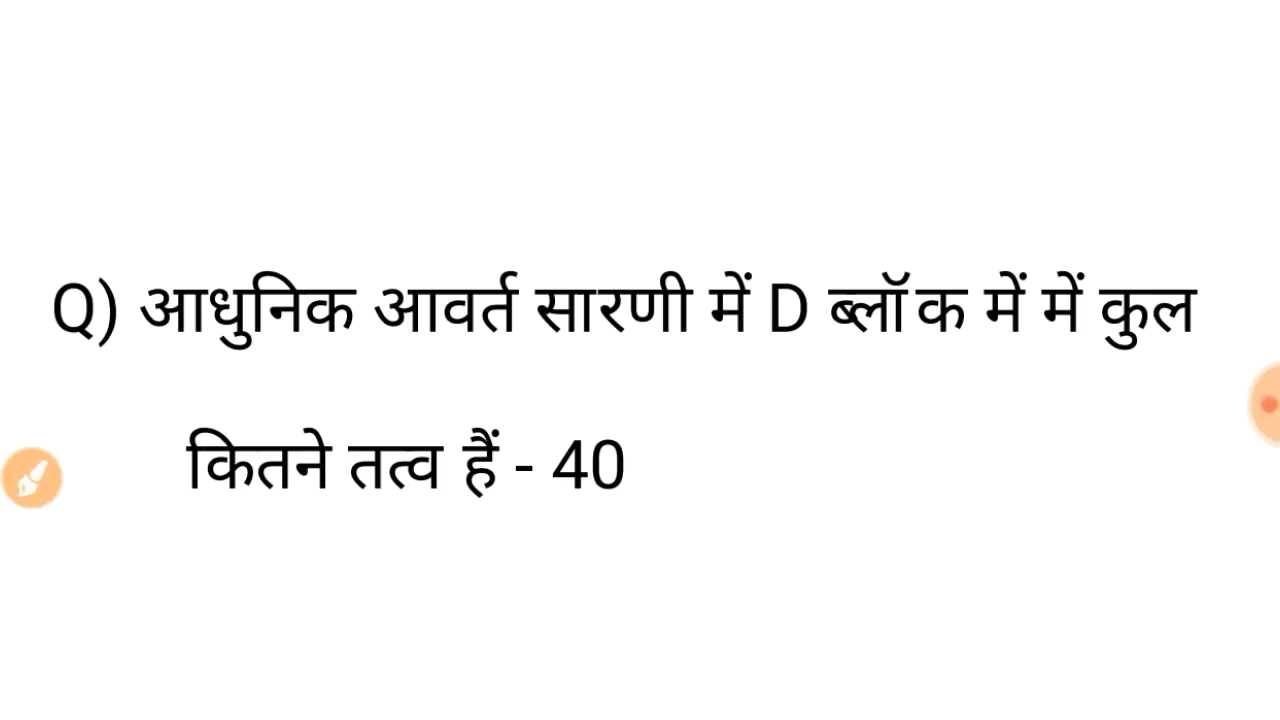 Q) आधुनिक आवर्त सारणी में D ब्लॉक में में कुल
कितने तत्व हैं - 40